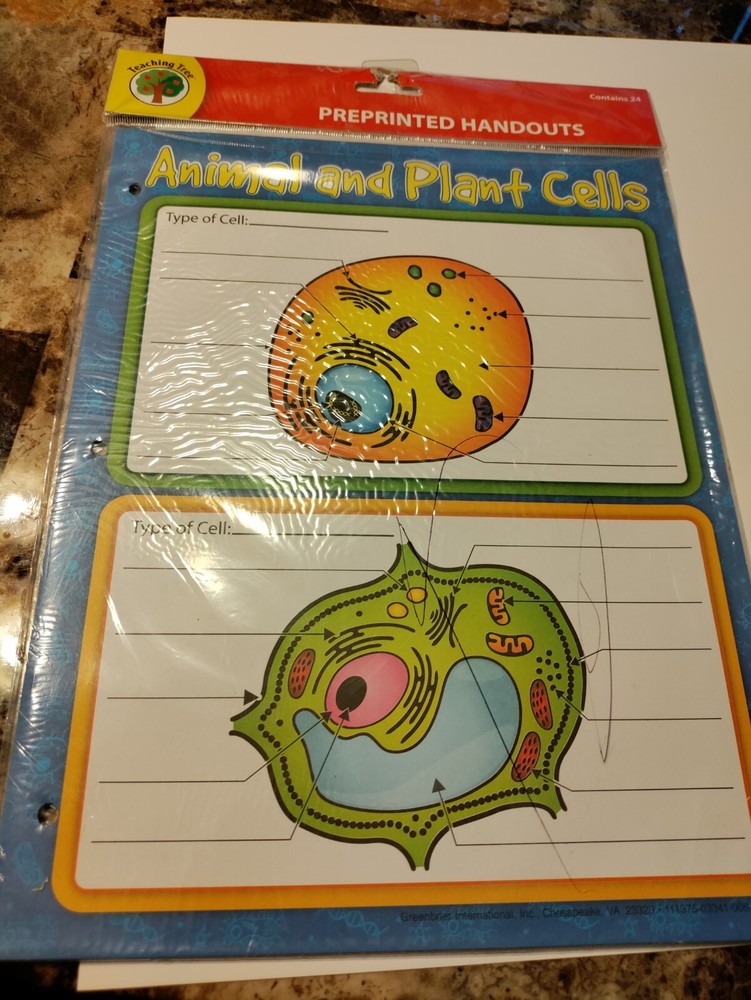 Teaching Tree
Contains 24
PREPRINTED HANDOUTS
Animal and Plant Cells
Type of Cell:
Type of Cell:
Greenbrier International, Inc., Chesapeake, VA 23320